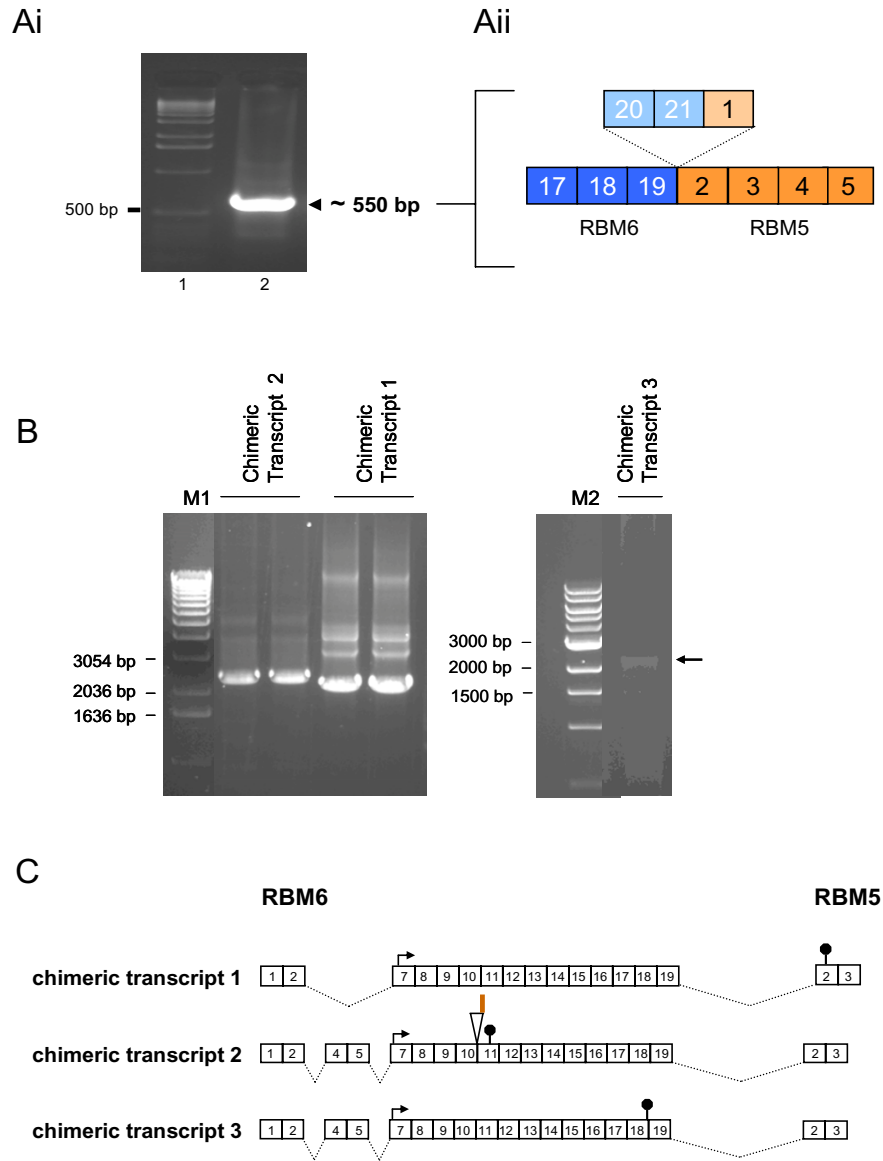 Ai
Aii
500 bp
~ 550 bp
1 2
20 21 1
17 18 19 2 3 4 5
RBM6 RBM5
B
Chimeric
Transcript 2
Chimeric
Transcript 1
Chimeric
Transcript 3
M1
M2
3054 bp
2036 bp
1636 bp
3000 bp
2000 bp
1500 bp
C
RBM6 RBM5
chimeric transcript 1 1 2 7 8 9 10 11 12 13 14 15 16 17 18 19 2 3
chimeric transcript 2 1 2 4 5 7 8 9 10 11 12 13 14 15 16 17 18 19 2 3
chimeric transcript 3 1 2 4 5 7 8 9 10 11 12 13 14 15 16 17 18 19 2 3